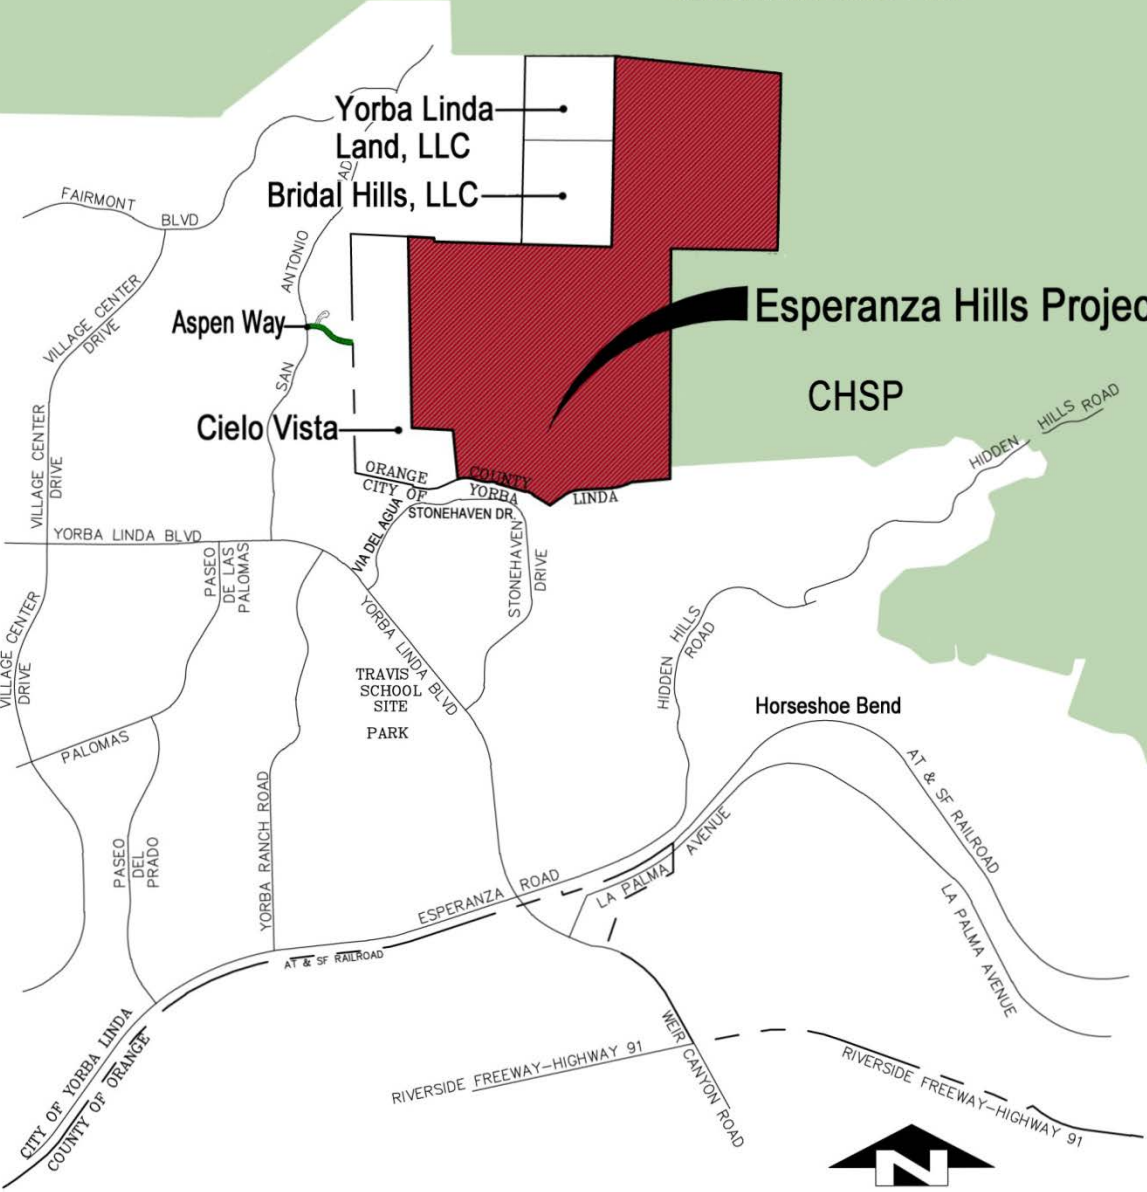 Yorba Linda
Land, LLC
AD
Bridal Hills, LLC
FAIRMONT
BLVD
ANTONIO
SAN
VILLAGE CENTER
DRIVE
Aspen Way
Esperanza Hills Projec
CHSP
Cielo Vista
HIDDEN
HILLS ROAD
VILLAGE CENTER
DRIVE
ORANGE
COUNTY
CITY OF
YORBA
LINDA
STONEHAVEN DR.
VIA DEL AGUA
YORBA LINDA BLVD
PASEO
DE LAS
PALOMAS
STONEHAVEN
DRIVE
VILLAGE CENTER
DRIVE
YORBA LINDA BLVD
HIDDEN HILLS
ROAD
TRAVIS
SCHOOL
SITE
PARK
Horseshoe Bend
PALOMAS
AT & SF RAILROAD
YORBA RANCH ROAD
PASEO
DEL
PRADO
LA PALMA
AVENUE
ESPERANZA
ROAD
LA PALMA AVENUE
AT & SF RAILROAD
CITY OF YORBA LINDA
COUNTY OF ORANGE
WEIR CANYON ROAD
RIVERSIDE FREEWAY-HIGHWAY 91
RIVERSIDE FREEWAY-HIGHWAY 91
N